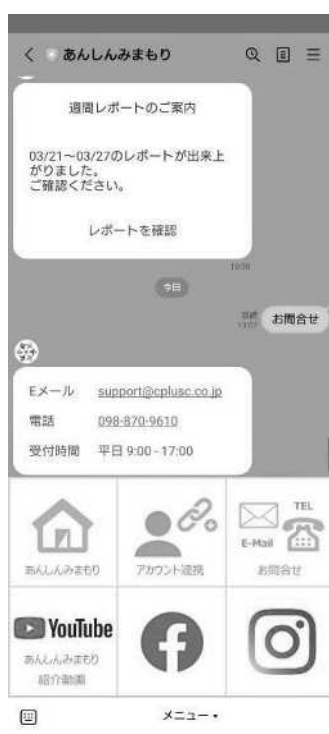 あんしんみまもり
週間レポートのご案内
03/21～03/27のレポートが出来上
がりました。
ご確認ください。
レポートを確認
今日
お問合せ
Eメール support@cplusc.co.jp
電話 098-870-9610
受付時間 平日 9:00 - 17:00
TEL
E-Mail
あんしんみまもり
アカウント連携
お問合せ
YouTube
あんしんみまもり
紹介動画
メニュー